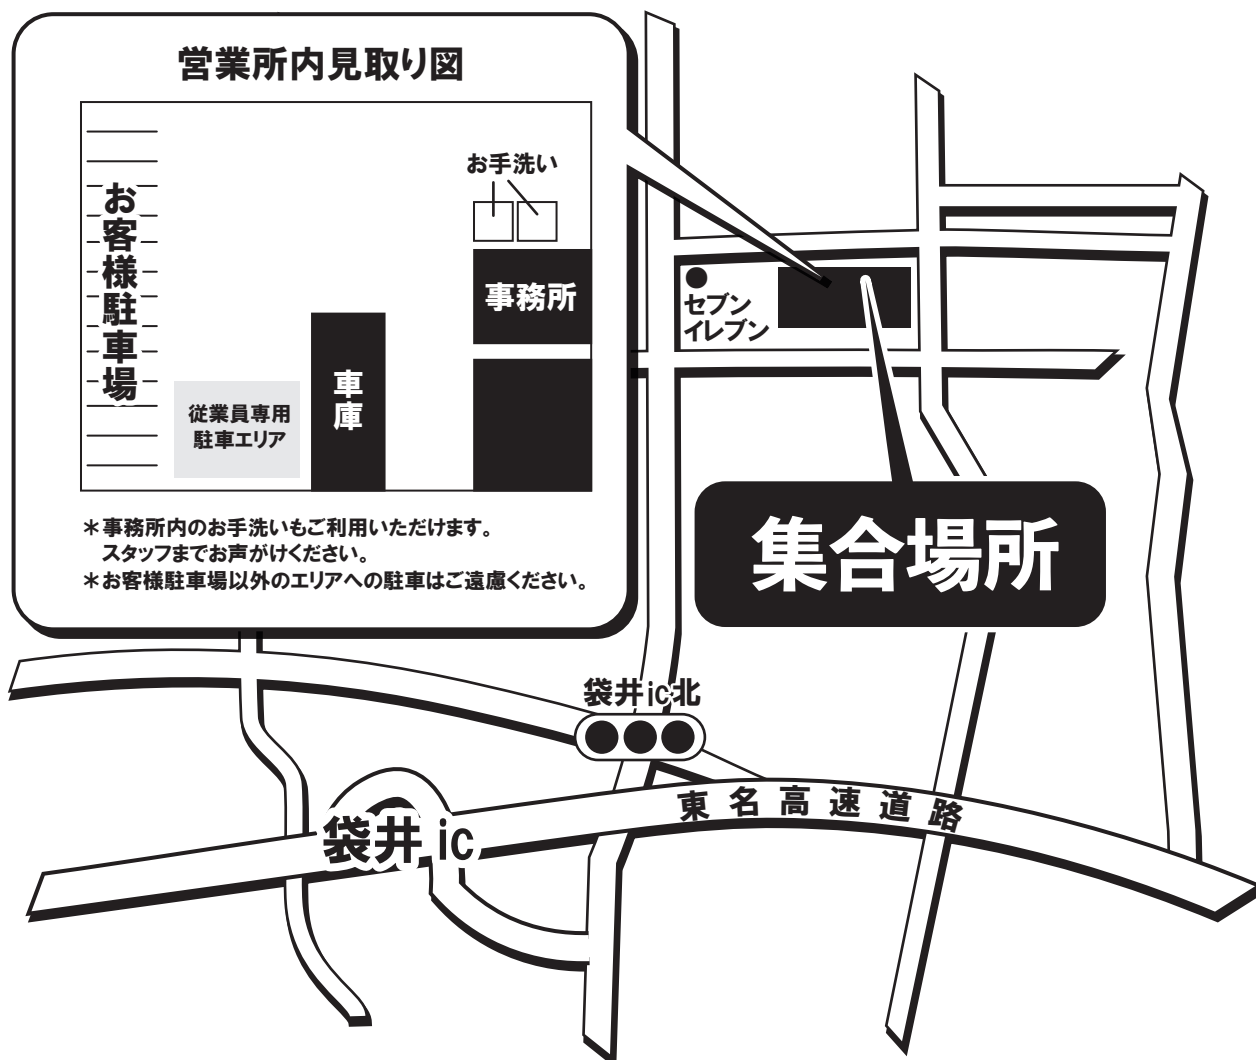 営業所内見取り図
お手洗い
お客様駐車場
事務所
車庫
従業員専用
駐車エリア
＊事務所内のお手洗いもご利用いただけます。
スタッフまでお声がけください。
＊お客様駐車場以外のエリアへの駐車はご遠慮ください。
セブン
イレブン
集合場所
袋井ic北
東名高速道路
袋井ic